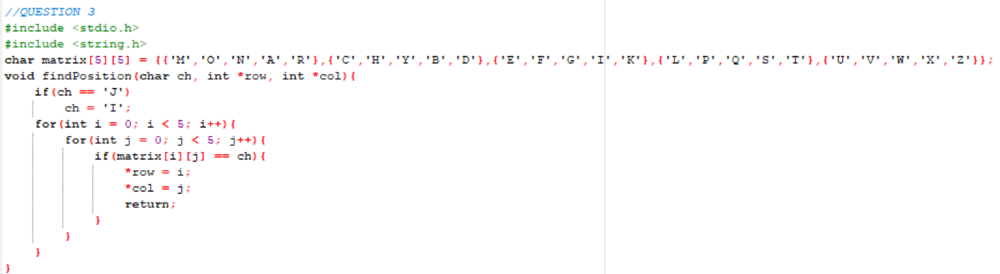 //QUESTION 3
#include <stdio.h>
#include <string.h>
char matrix[5][5] = {{'M','O','N','A','R'},{'C','H','Y','B','D'},{'E','F','G','I','K'},{'L','P','Q','S','T'},{'U','V','W','X','Z'}};
void findPosition(char ch, int *row, int *col){
    if(ch == 'J')
        ch = 'I';
    for(int i = 0; i < 5; i++){
        for(int j = 0; j < 5; j++){
            if(matrix[i][j] == ch){
                *row = i;
                *col = j;
                return;
            }
        }
    }
}